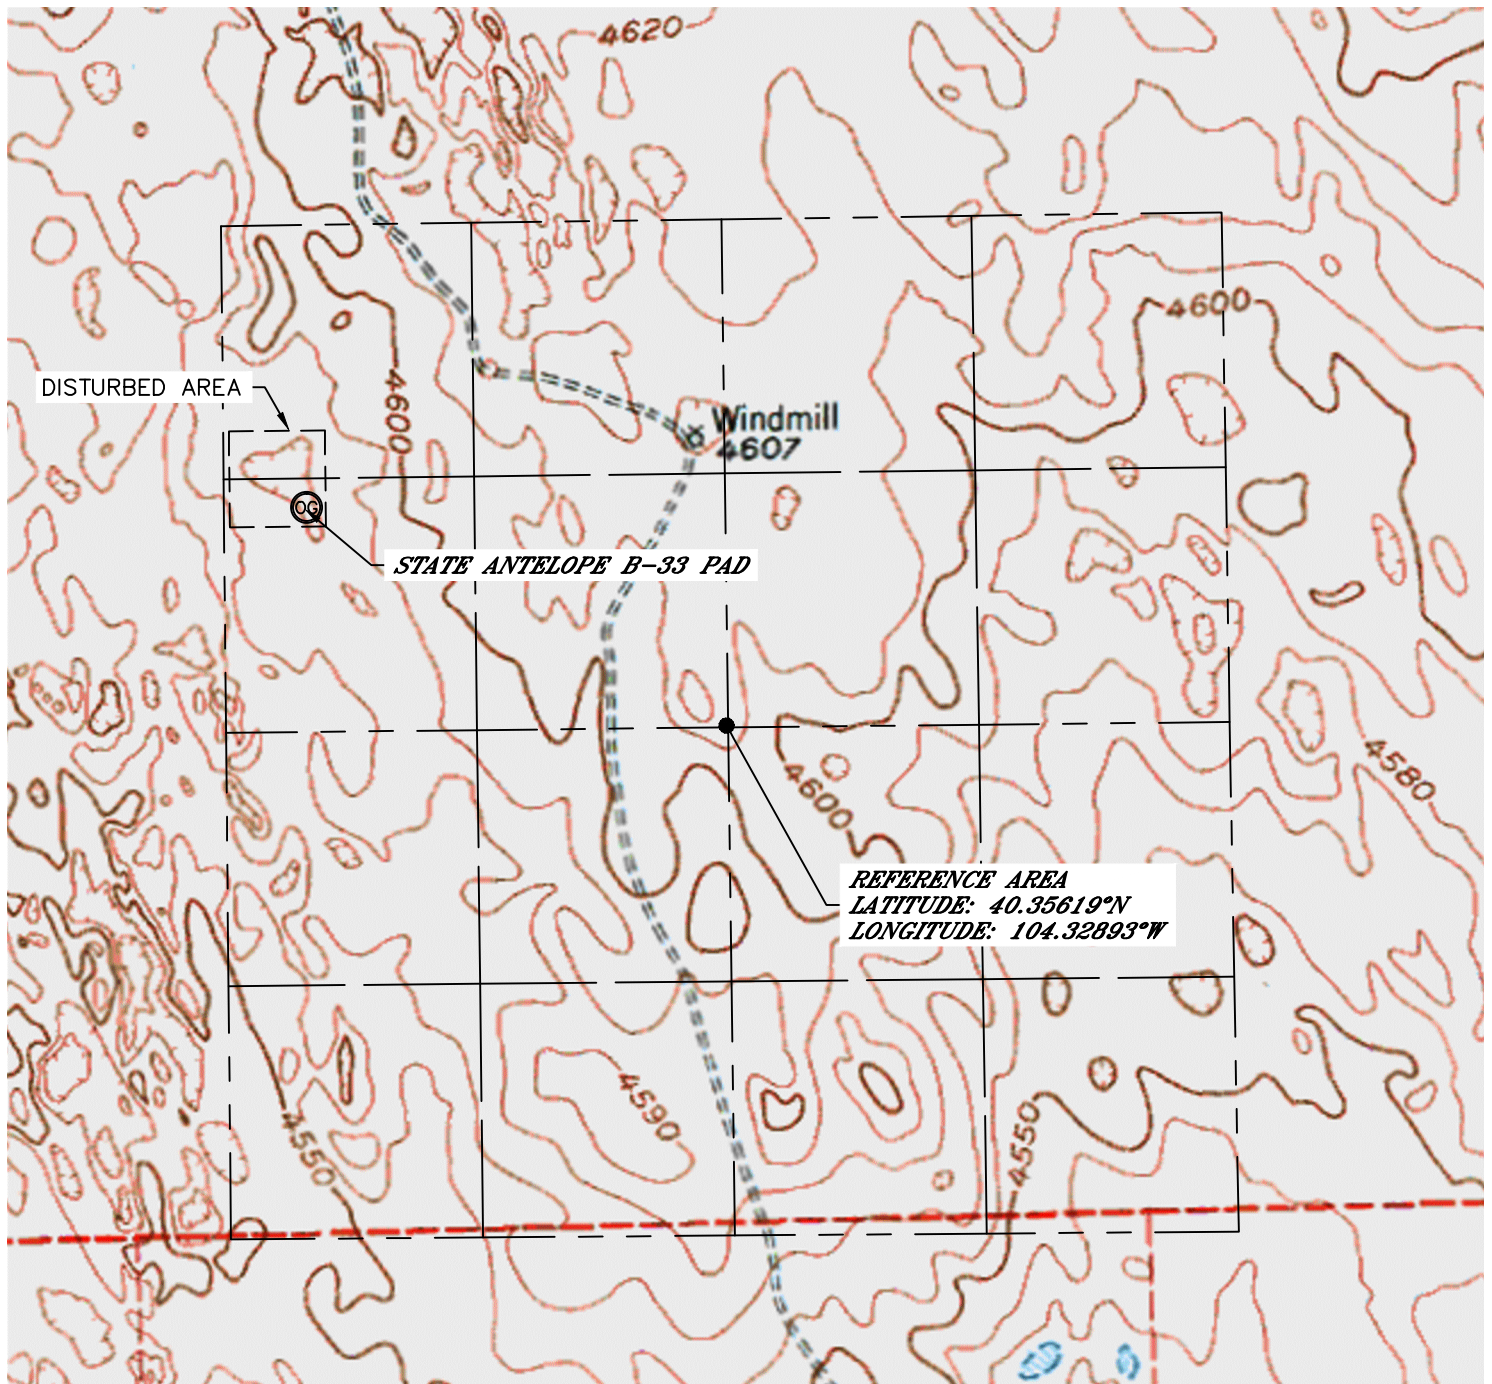 4620
4600
DISTURBED AREA
4600
Windmill
4607
OG
STATE ANTELOPE B-33 PAD
4580
4600
REFERENCE AREA
LATITUDE: 40.35619°N
LONGITUDE: 104.32893°W
4590
4550
4550